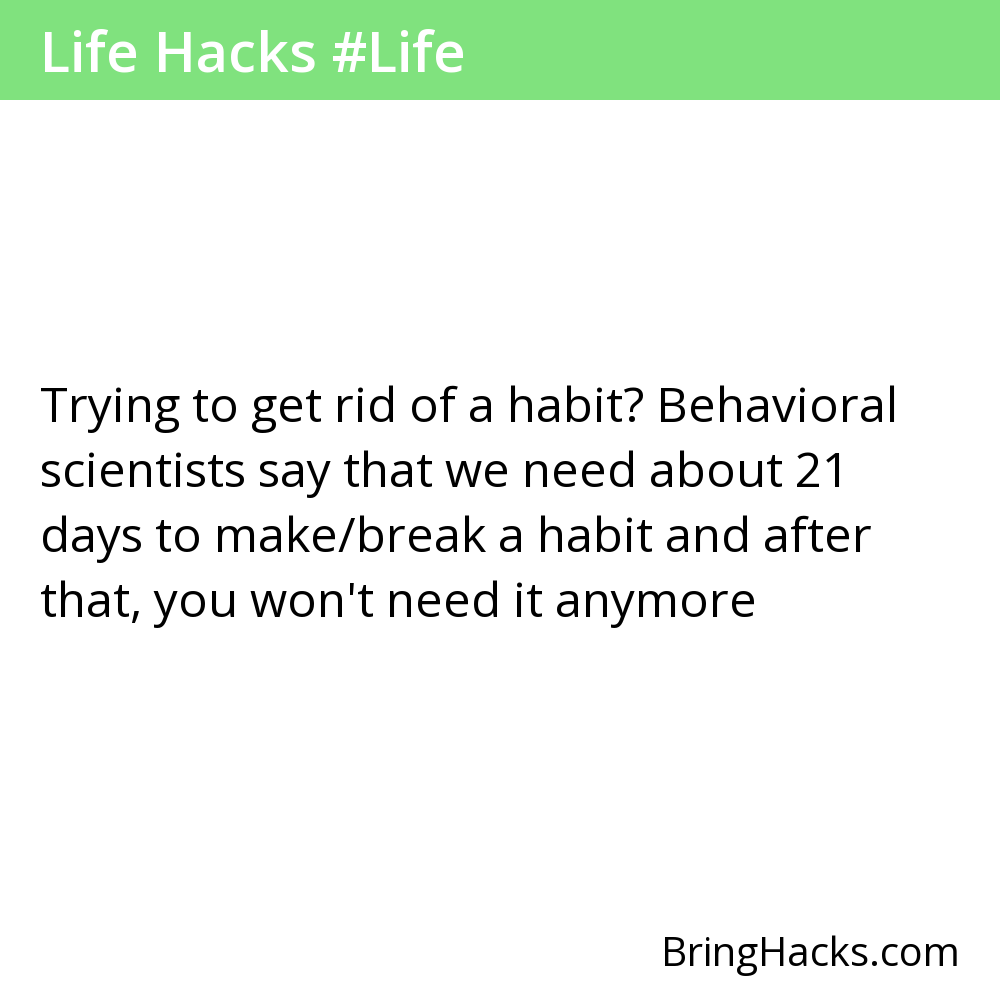 Life Hacks #Life
Trying to get rid of a habit? Behavioral
scientists say that we need about 21
days to make/break a habit and after
that, you won't need it anymore
BringHacks.com